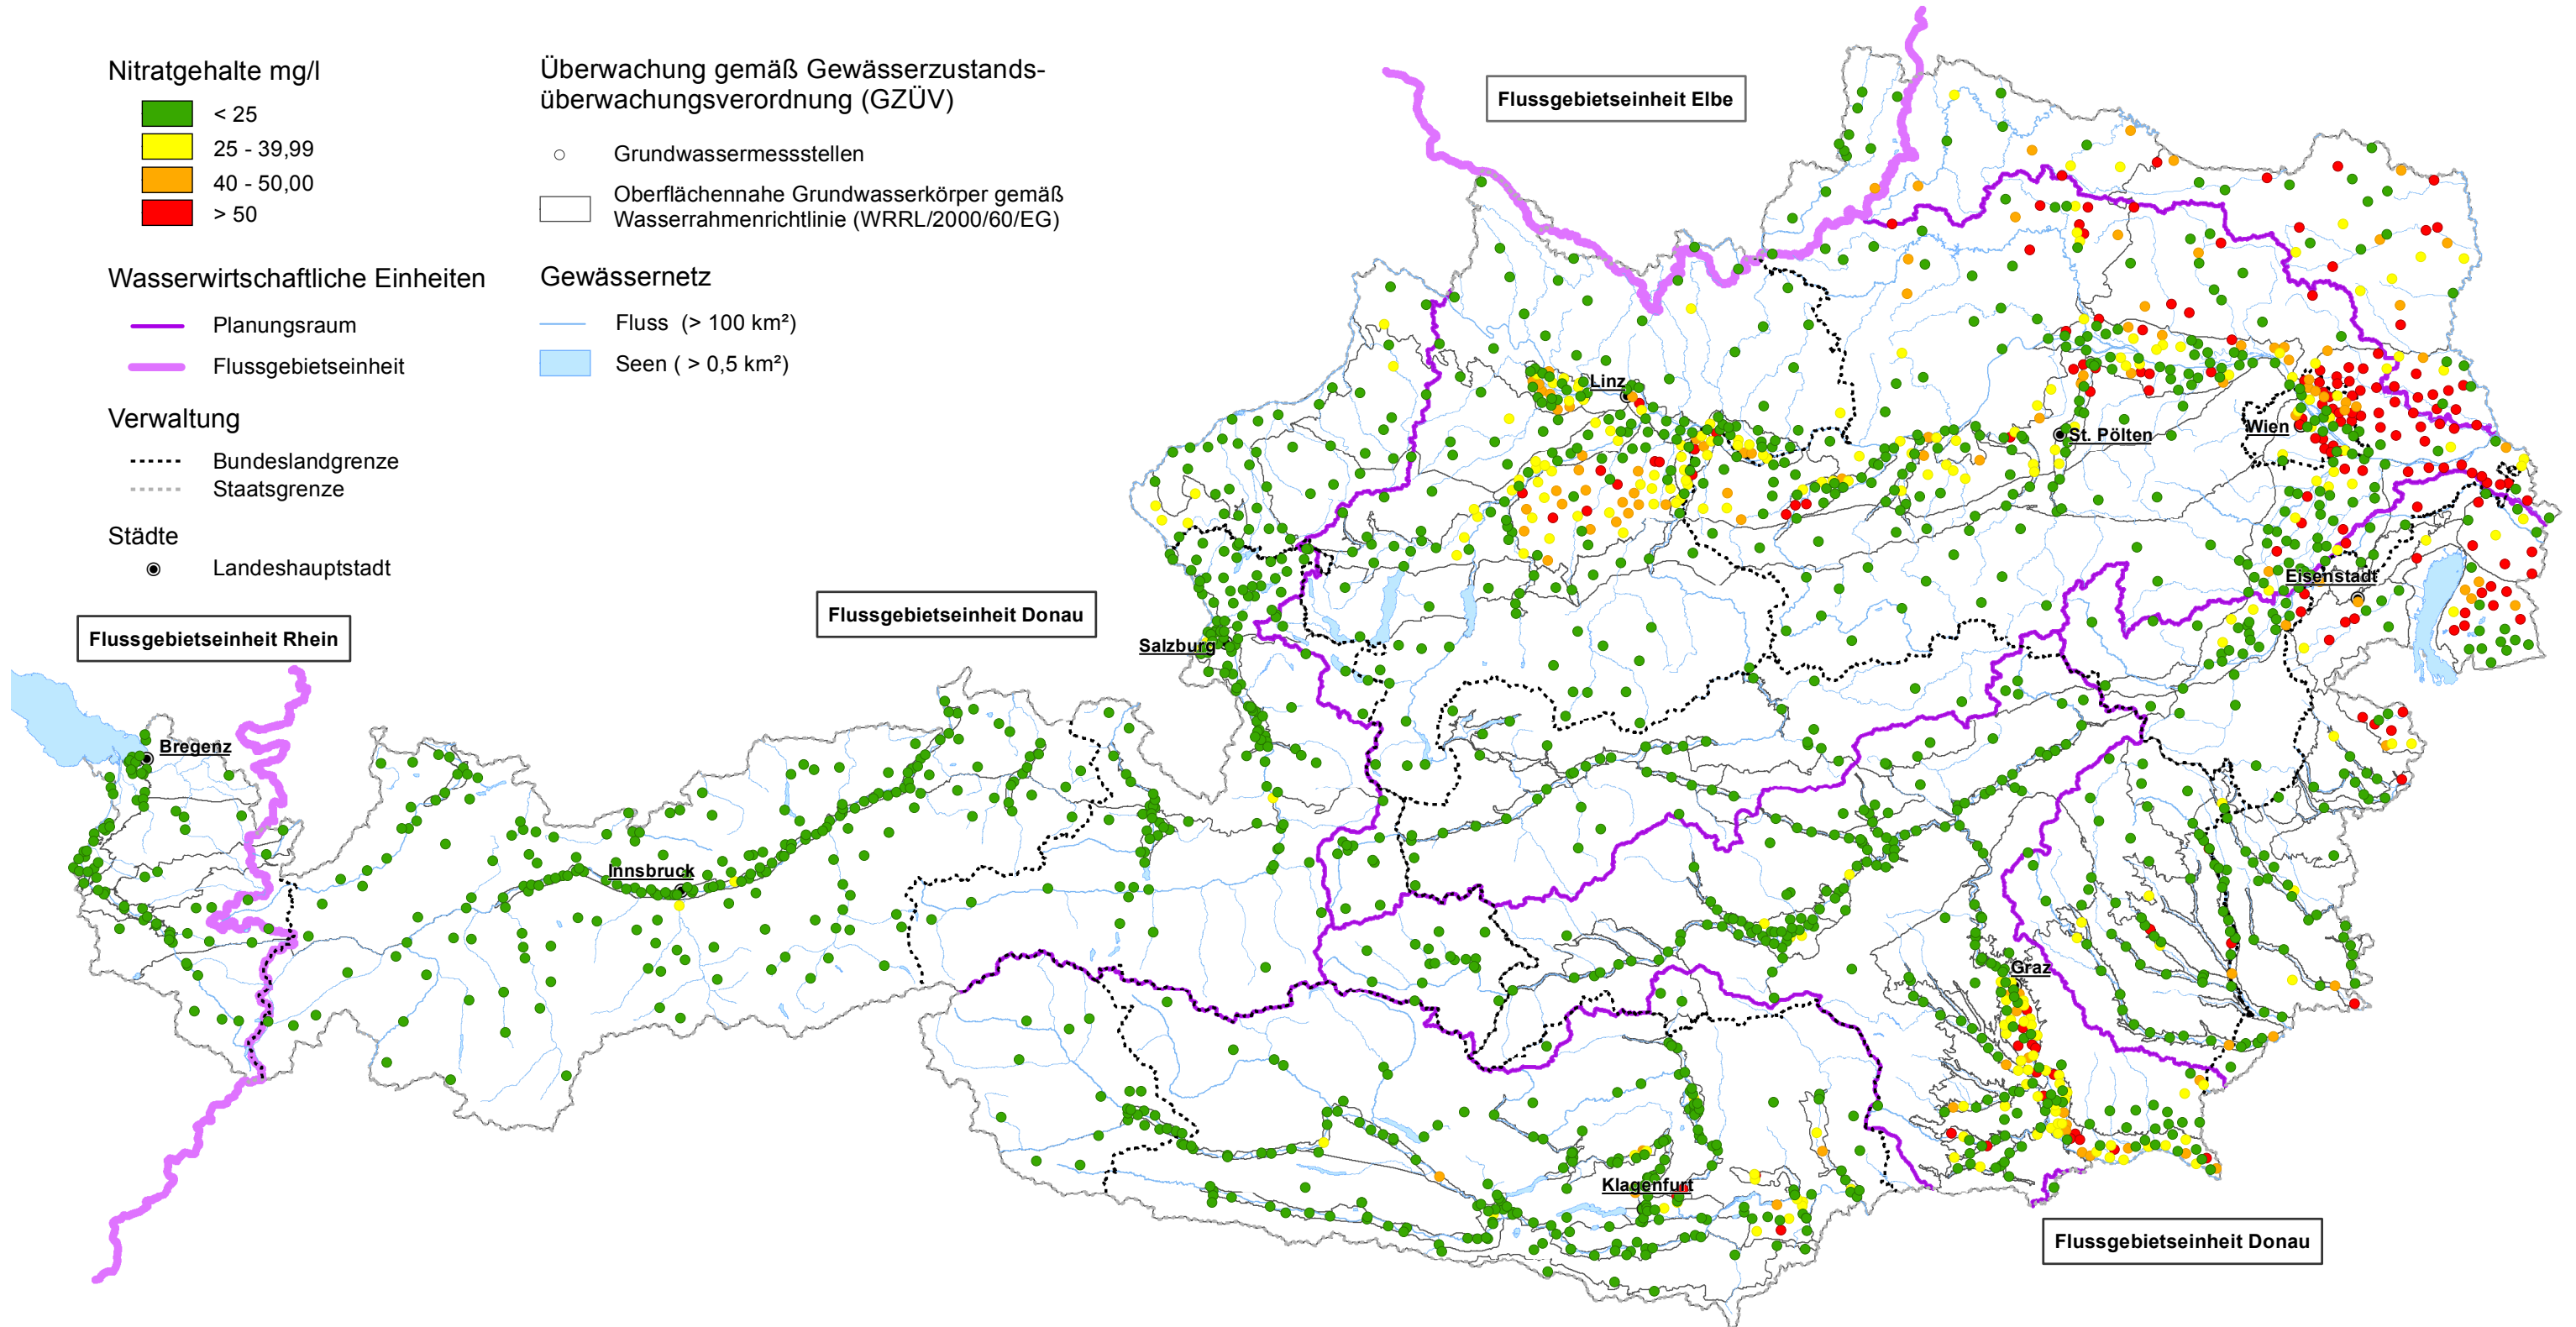 Nitratgehalte mg/l
< 25
25 - 39,99
40 - 50,00
> 50
Wasserwirtschaftliche Einheiten
Planungsraum
Flussgebietseinheit
Verwaltung
Bundeslandgrenze
Staatsgrenze
Städte
Landeshauptstadt
Überwachung gemäß Gewässerzustands-
überwachungsverordnung (GZÜV)
Grundwassermessstellen
Oberflächennahe Grundwasserkörper gemäß
Wasserrahmenrichtlinie (WRRL/2000/60/EG)
Gewässernetz
Fluss (> 100 km²)
Seen ( > 0,5 km²)
Flussgebietseinheit Elbe
Flussgebietseinheit Donau
Flussgebietseinheit Rhein
Linz
St. Pölten
Wien
Eisenstadt
Salzburg
Bregenz
Innsbruck
Graz
Klagenfurt
Flussgebietseinheit Donau